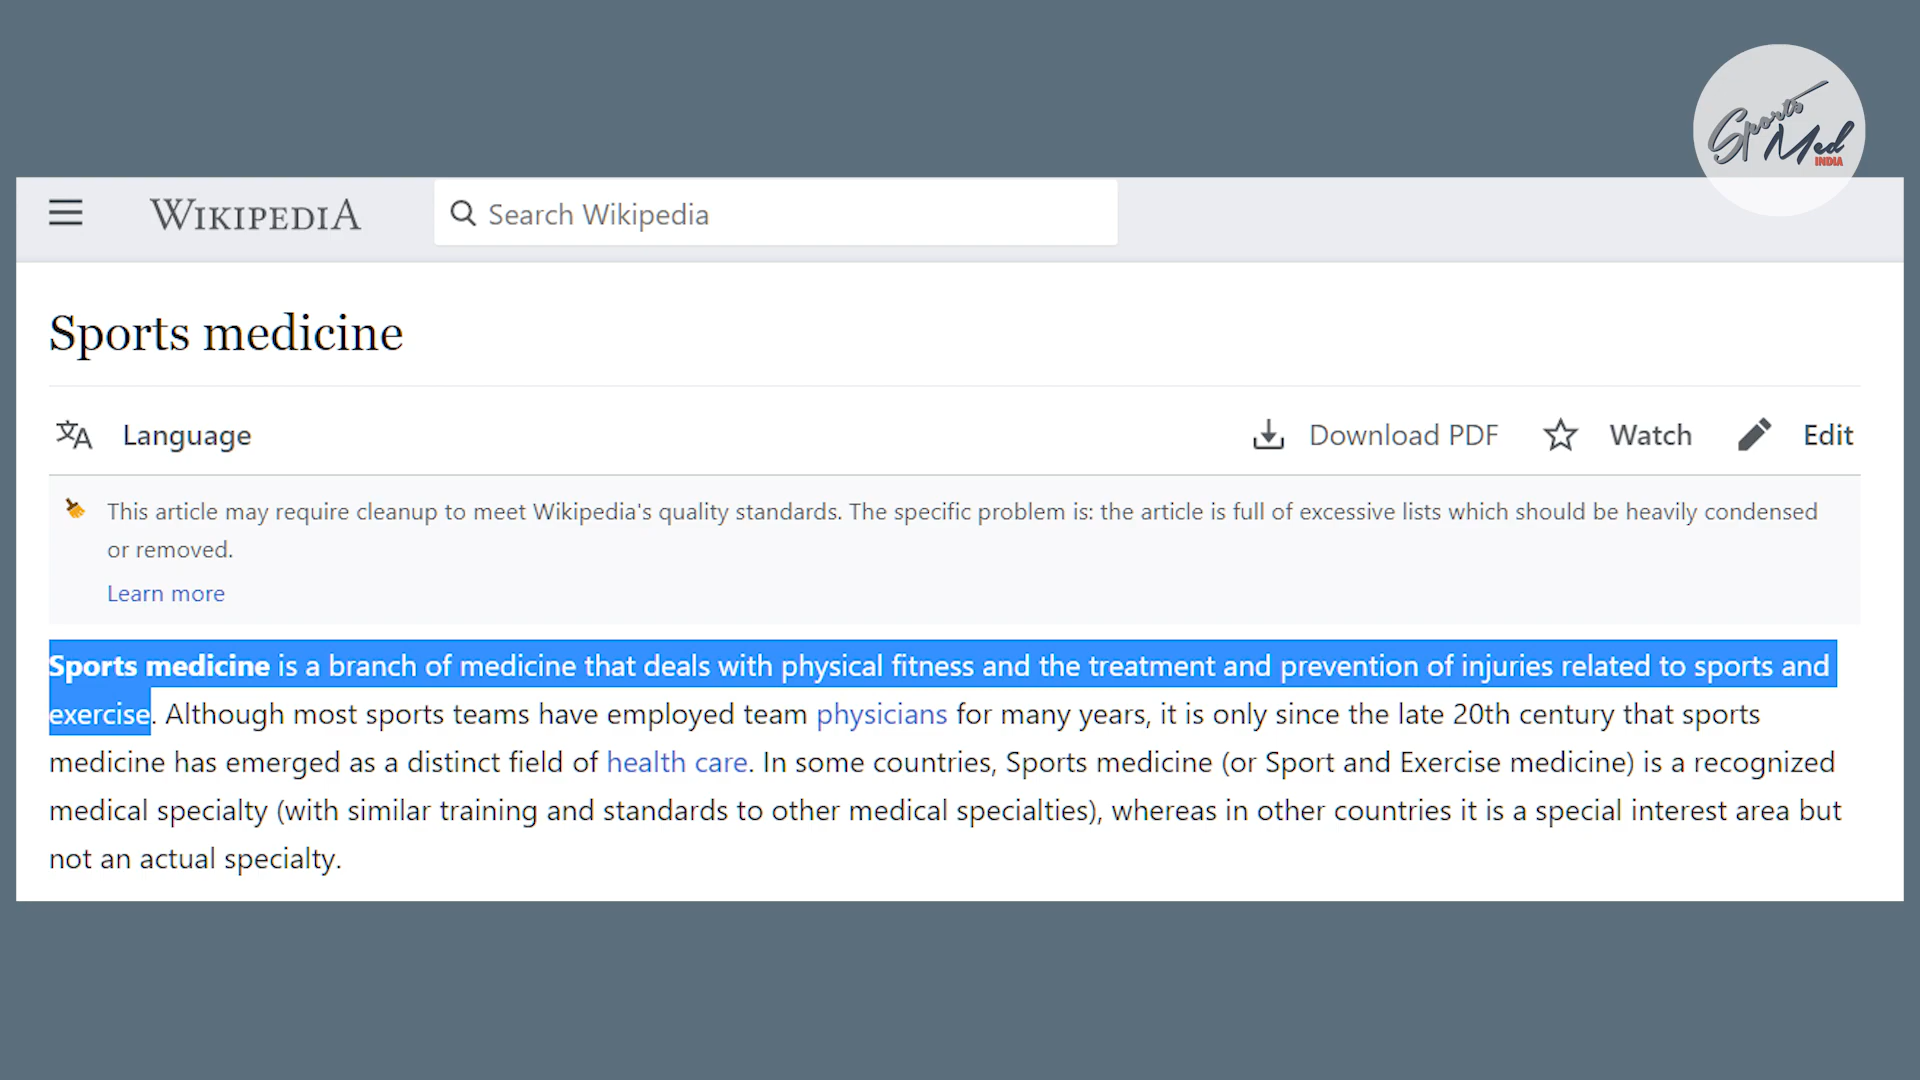 Sports
Med
INDIA
WIKIPEDIA
Search Wikipedia
Sports medicine
Language
Download PDF
Watch
Edit
This article may require cleanup to meet Wikipedia's quality standards. The specific problem is: the article is full of excessive lists which should be heavily condensed
or removed.
Learn more
Sports medicine is a branch of medicine that deals with physical fitness and the treatment and prevention of injuries related to sports and
exercise. Although most sports teams have employed team physicians for many years, it is only since the late 20th century that sports
medicine has emerged as a distinct field of health care. In some countries, Sports medicine (or Sport and Exercise medicine) is a recognized
medical specialty (with similar training and standards to other medical specialties), whereas in other countries it is a special interest area but
not an actual specialty.